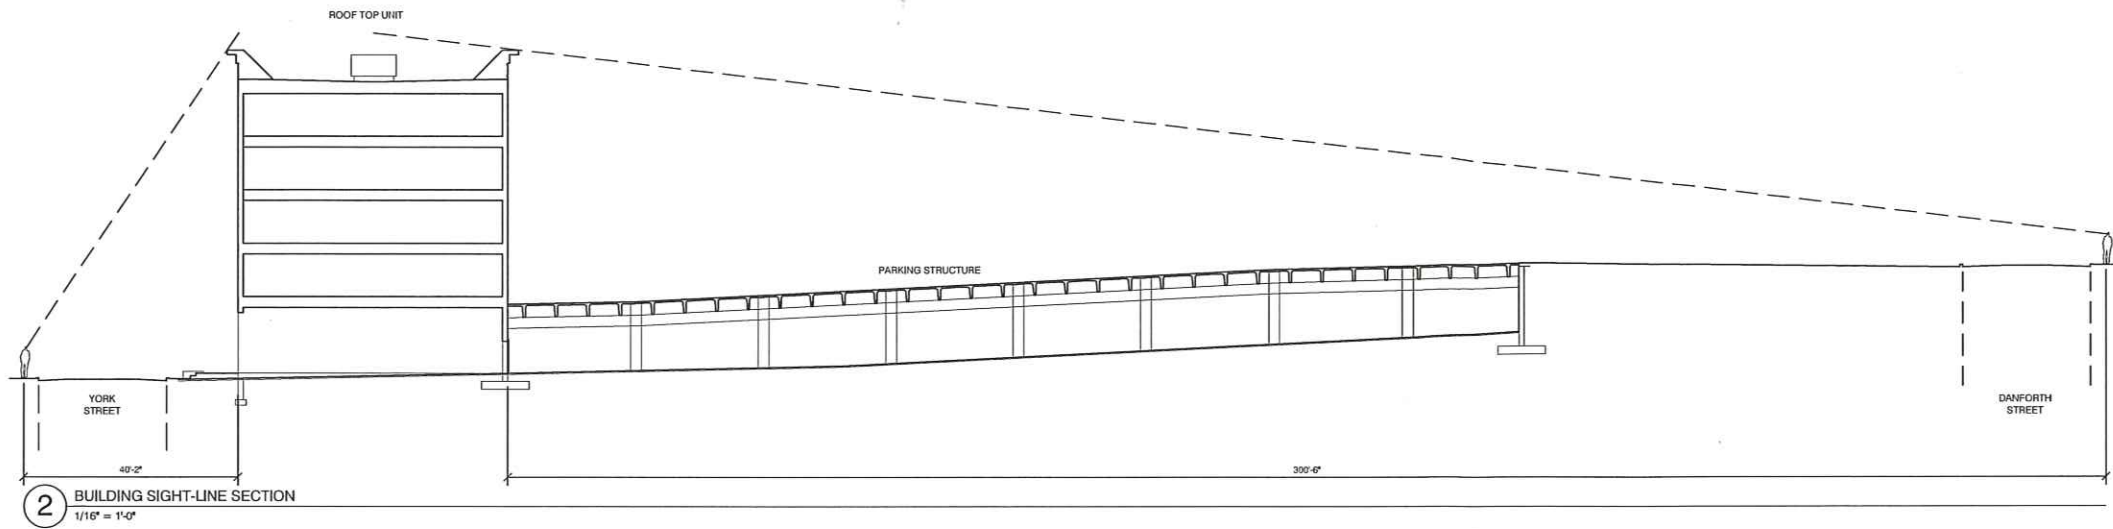 ROOF TOP UNIT
PARKING STRUCTURE
YORK
STREET
DANFORTH
STREET
40'-2"
300'-6"
2
BUILDING SIGHT-LINE SECTION
1/16" = 1'-0"